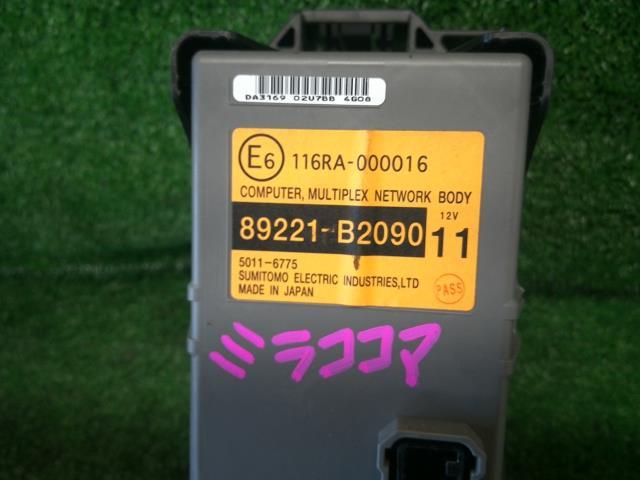 DA3169 02U7BB 4G08
E6 116RA-000016
COMPUTER, MULTIPLEX NETWORK BODY
89221-B2090 12V 11
5011-6775
SUMITOMO ELECTRIC INDUSTRIES,LTD
MADE IN JAPAN PASS
ミラココア